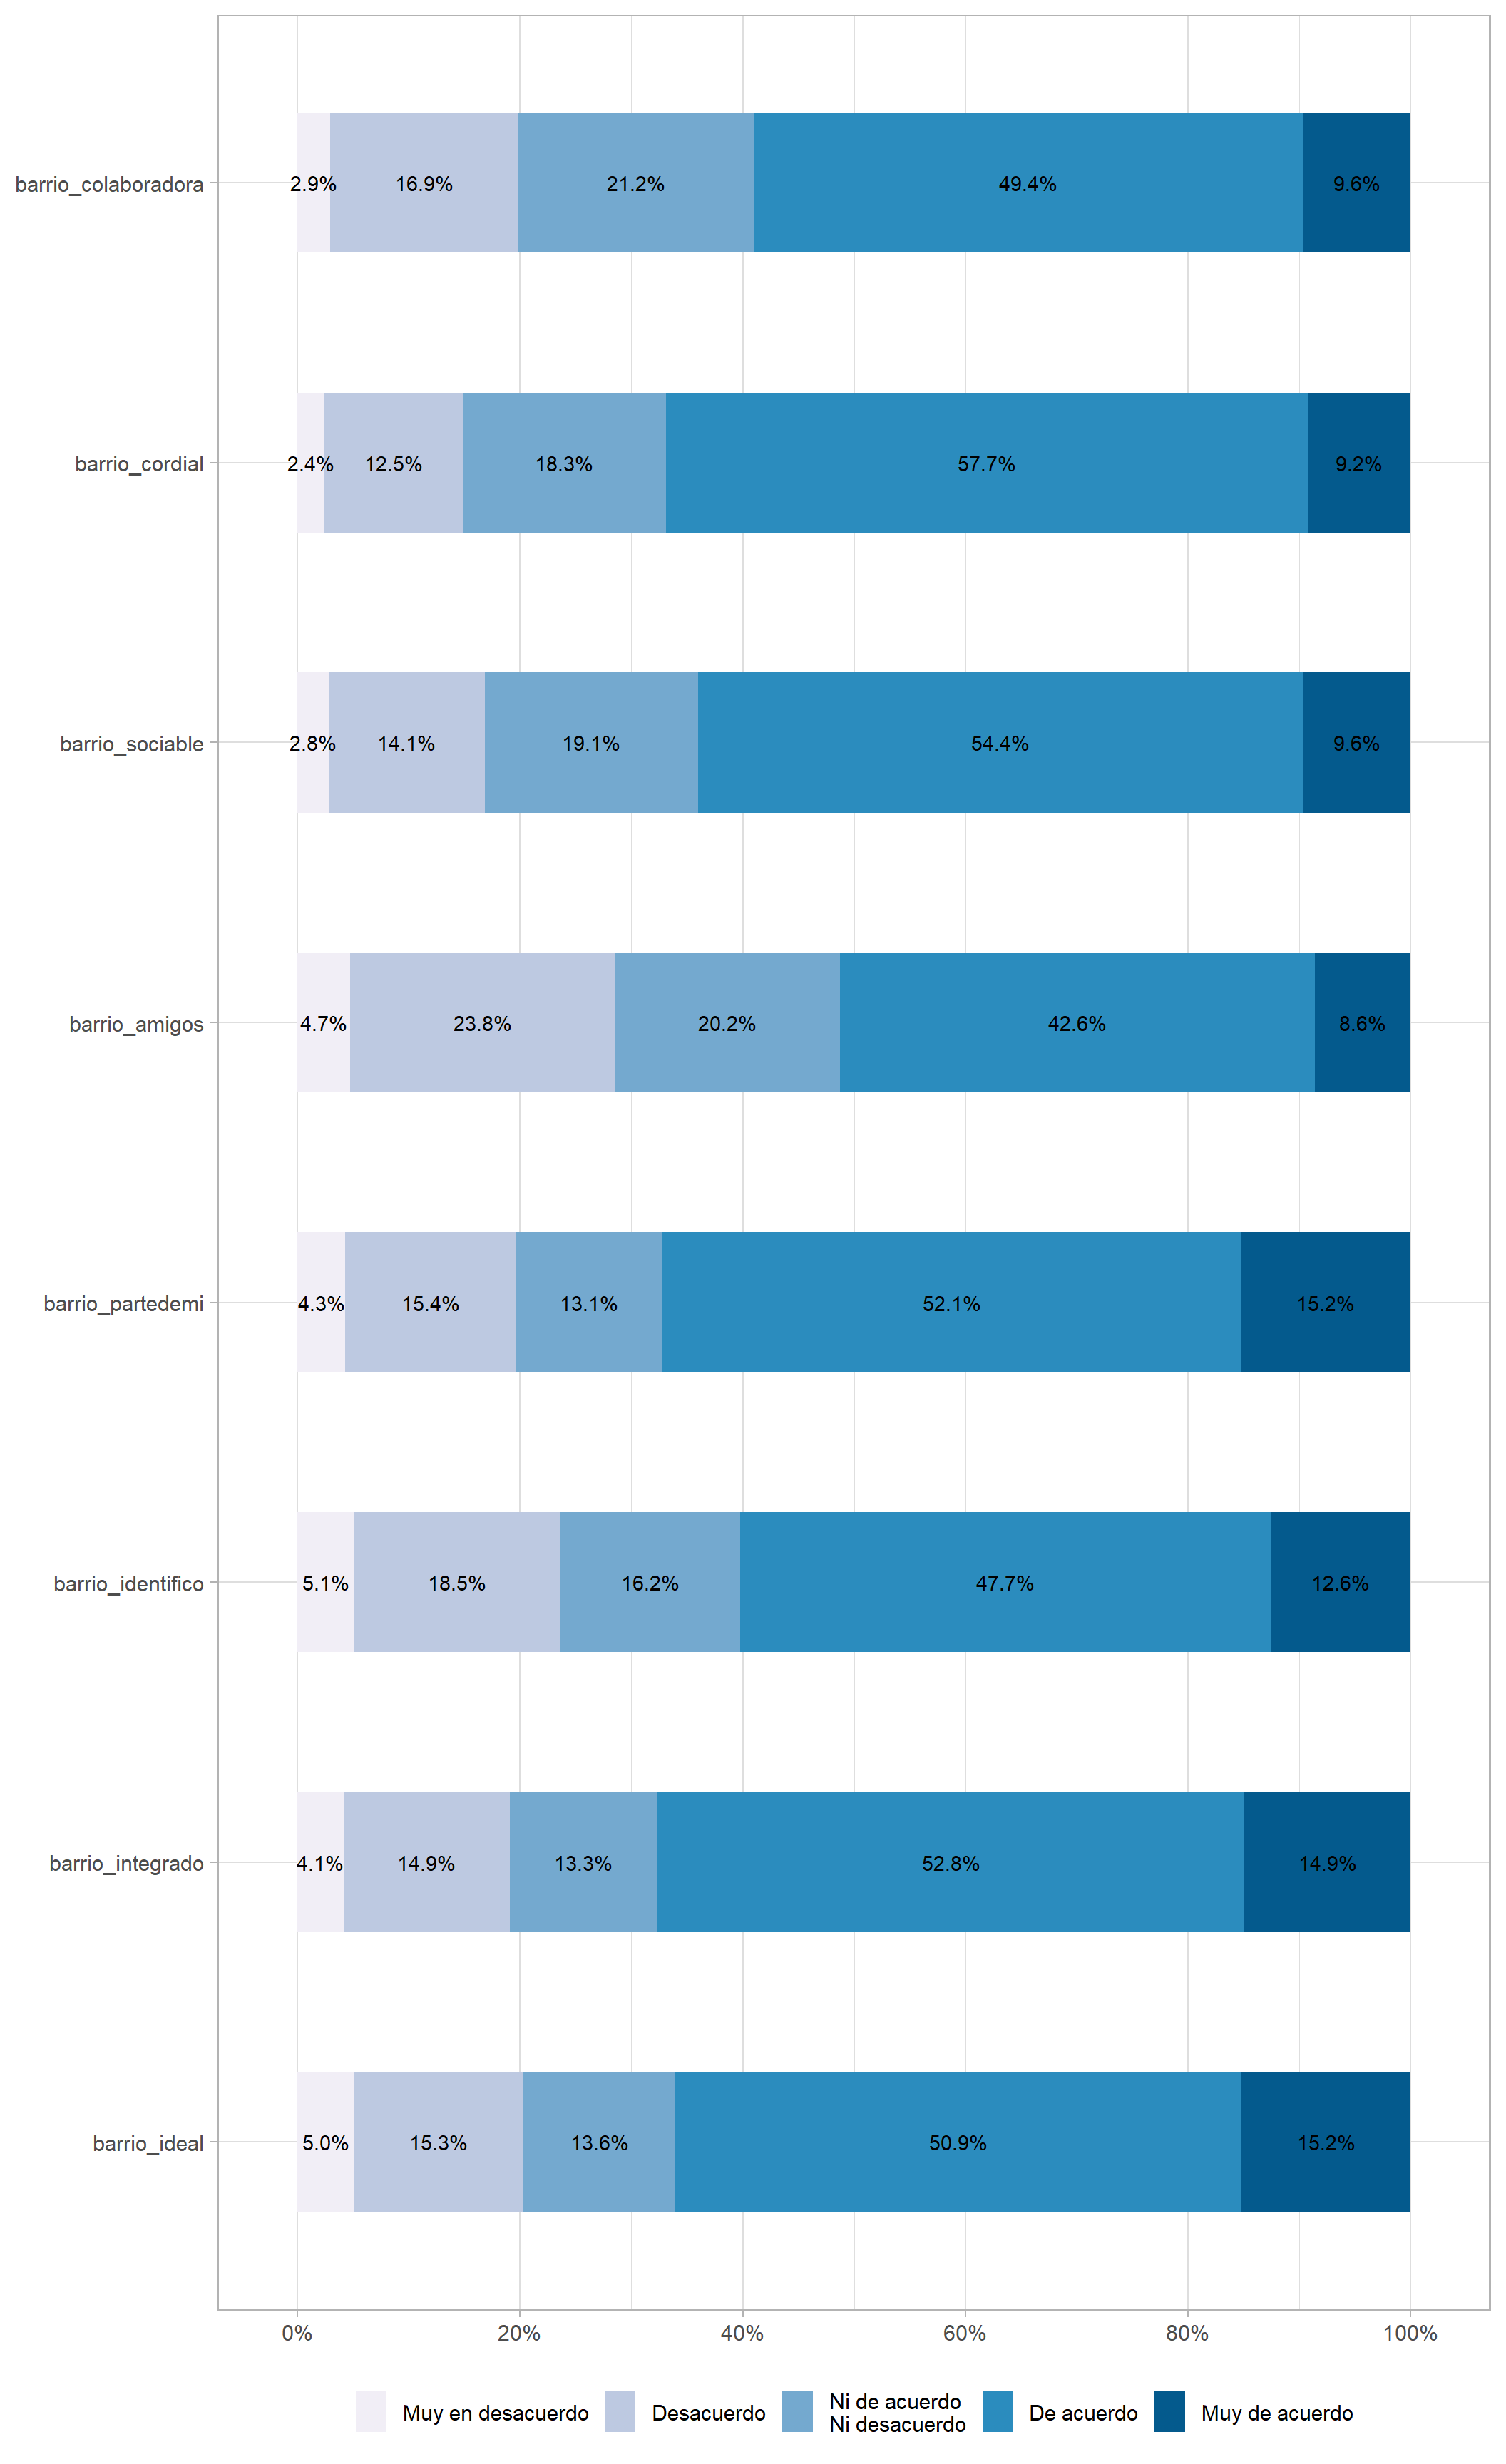 barrio_colaboradora 2.9% 16.9% 21.2% 49.4% 9.6%
barrio_cordial 2.4% 12.5% 18.3% 57.7% 9.2%
barrio_sociable 2.8% 14.1% 19.1% 54.4% 9.6%
barrio_amigos 4.7% 23.8% 20.2% 42.6% 8.6%
barrio_partedemi 4.3% 15.4% 13.1% 52.1% 15.2%
barrio_identifico 5.1% 18.5% 16.2% 47.7% 12.6%
barrio_integrado 4.1% 14.9% 13.3% 52.8% 14.9%
barrio_ideal 5.0% 15.3% 13.6% 50.9% 15.2%
0% 20% 40% 60% 80% 100%
Muy en desacuerdo
Desacuerdo
Ni de acuerdo
Ni desacuerdo
De acuerdo
Muy de acuerdo